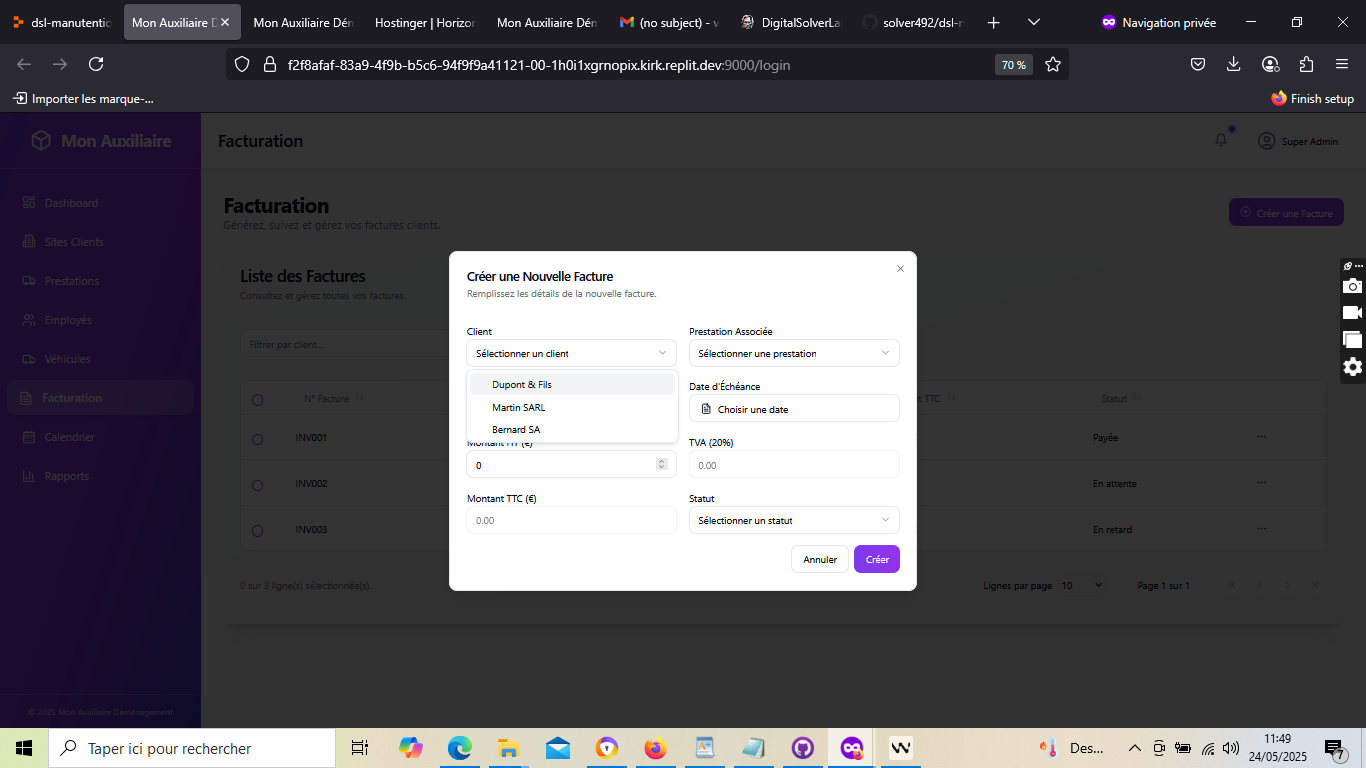 dsl-manutentic
Mon Auxiliaire D
Mon Auxiliaire Dén
Hostinger | Horizor
Mon Auxiliaire Dén
(no subject) - v
DigitalSolverLa
solver492/dsl-n
Navigation privée
f2f8afaf-83a9-4f9b-b5c6-94f9f9a41121-00-1h0i1xgrnopix.kirk.replit.dev:9000/login
70 %
Importer les marque-...
Finish setup
Mon Auxiliaire
Facturation
Super Admin
Dashboard
Sites Clients
Prestations
Employés
Véhicules
Facturation
Calendrier
Rapports
© 2025 Mon Auxiliaire Déménagement
Facturation
Générez, suivez et gérez vos factures clients.
Créer une Facture
Liste des Factures
Consultez et gérez toutes vos factures.
Filtrer par client...
N° Facture
TTC
Statut
INV001
Payée
INV002
En attente
INV003
En retard
0 sur 3 ligne(s) sélectionnée(s).
Lignes par page
10
Page 1 sur 1
Créer une Nouvelle Facture
Remplissez les détails de la nouvelle facture.
Client
Prestation Associée
Sélectionner un client
Sélectionner une prestation
Dupont & Fils
Martin SARL
Bernard SA
Date d'Échéance
Choisir une date
Montant HT (€)
TVA (20%)
0
0.00
Montant TTC (€)
Statut
0.00
Sélectionner un statut
Annuler
Créer
Taper ici pour rechercher
Des...
11:49
24/05/2025
7